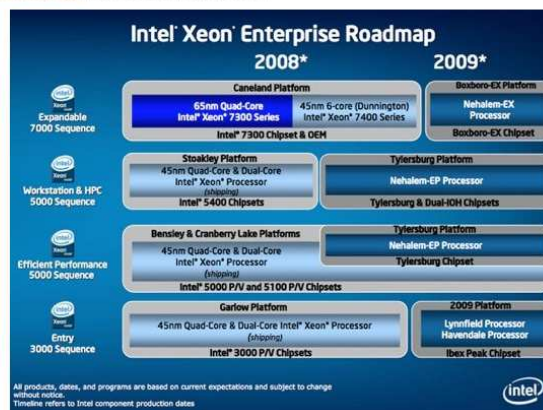 Intel® Xeon® Enterprise Roadmap
2008*
2009*
Expandable
7000 Sequence
Caneland Platform
65nm Quad-Core
Intel® Xeon® 7300 Series
45nm 6-core (Dunnington)
Intel® Xeon® 7400 Series
Intel® 7300 Chipset & OEM
Boxboro-EX Platform
Nehalem-EX
Processor
Boxboro-EX Chipset
Workstation & HPC
5000 Sequence
Stoakley Platform
45nm Quad-Core & Dual-Core
Intel® Xeon® Processor
(shipping)
Intel® 5400 Chipsets
Tylersburg Platform
Nehalem-EP Processor
Tylersburg & Dual-IOH Chipsets
Efficient Performance
5000 Sequence
Bensley & Cranberry Lake Platforms
45nm Quad-Core & Dual-Core
Intel® Xeon® Processor
(shipping)
Intel® 5000 P/V and 5100 P/V Chipsets
Tylersburg Platform
Nehalem-EP Processor
Tylersburg Chipset
Entry
3000 Sequence
Garlow Platform
45nm Quad-Core & Dual-Core Intel® Xeon® Processor
(shipping)
Intel® 3000 P/V Chipsets
2009 Platform
Lynnfield Processor
Havendale Processor
Ibex Peak Chipset
All products, dates, and programs are based on current expectations and subject to change
without notice.
Timeline refers to Intel component production dates
intel